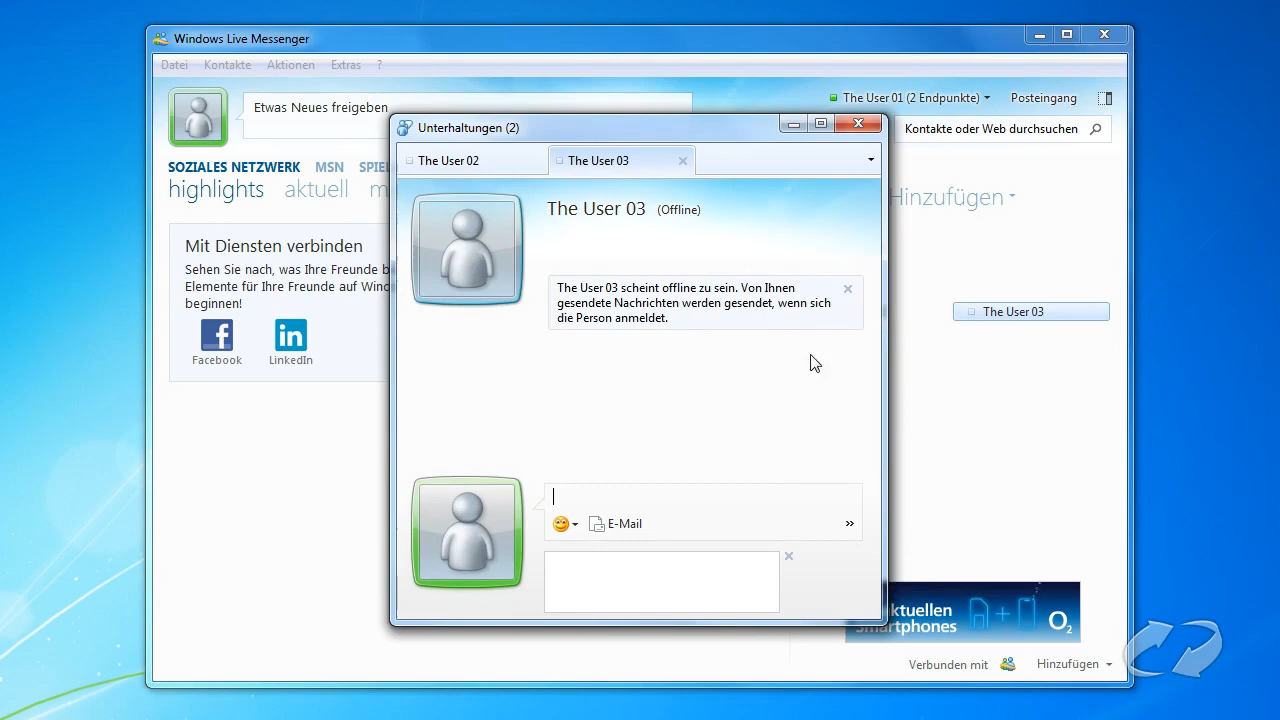 Windows Live Messenger
Datei Kontakte Aktionen Extras ?
Etwas Neues freigeben
The User 01 (2 Endpunkte)
Posteingang
Kontakte oder Web durchsuchen
SOZIALES NETZWERK MSN
highlights aktuell
Hinzufügen
Mit Diensten verbinden
Sehen Sie nach, was Ihre Freunde
Elemente für Ihre Freunde auf
beginnen!
Facebook
LinkedIn
Unterhaltungen (2)
The User 02
The User 03
The User 03 (Offline)
The User 03 scheint offline zu sein. Von Ihnen
gesendete Nachrichten werden gesendet, wenn sich
die Person anmeldet.
E-Mail
The User 03
ktuellen
Smartphones
O2
Verbunden mit
Hinzufügen